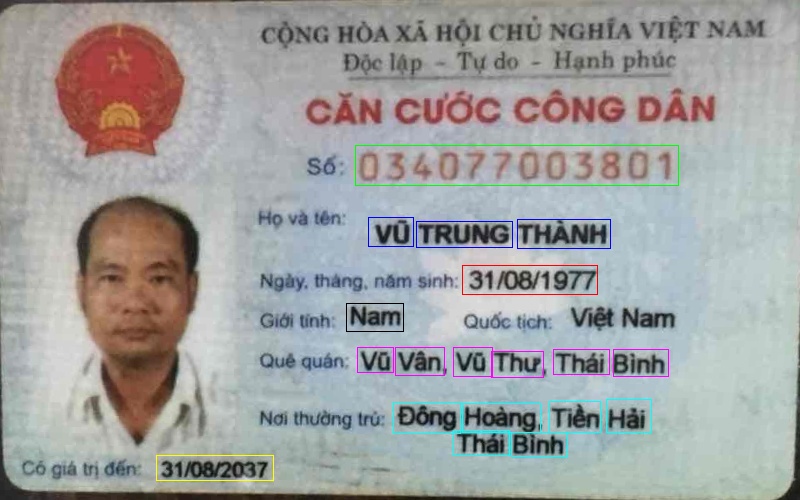 CỘNG HÒA XÃ HỘI CHỦ NGHĨA VIỆT NAM
Độc lập - Tự do - Hạnh phúc
CĂN CƯỚC CÔNG DÂN
Số: 034077003801
Họ và tên: VŨ TRUNG THÀNH
Ngày, tháng, năm sinh: 31/08/1977
Giới tính: Nam Quốc tịch: Việt Nam
Quê quán: Vũ Vân, Vũ Thư, Thái Bình
Nơi thường trú: Đông Hoàng, Tiền Hải
Thái Bình
Có giá trị đến: 31/08/2037